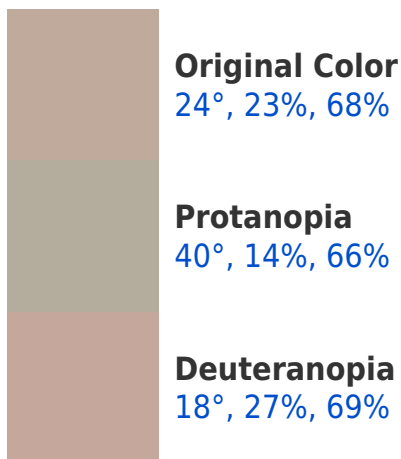 Original Color
24°, 23%, 68%
Protanopia
40°, 14%, 66%
Deuteranopia
18°, 27%, 69%